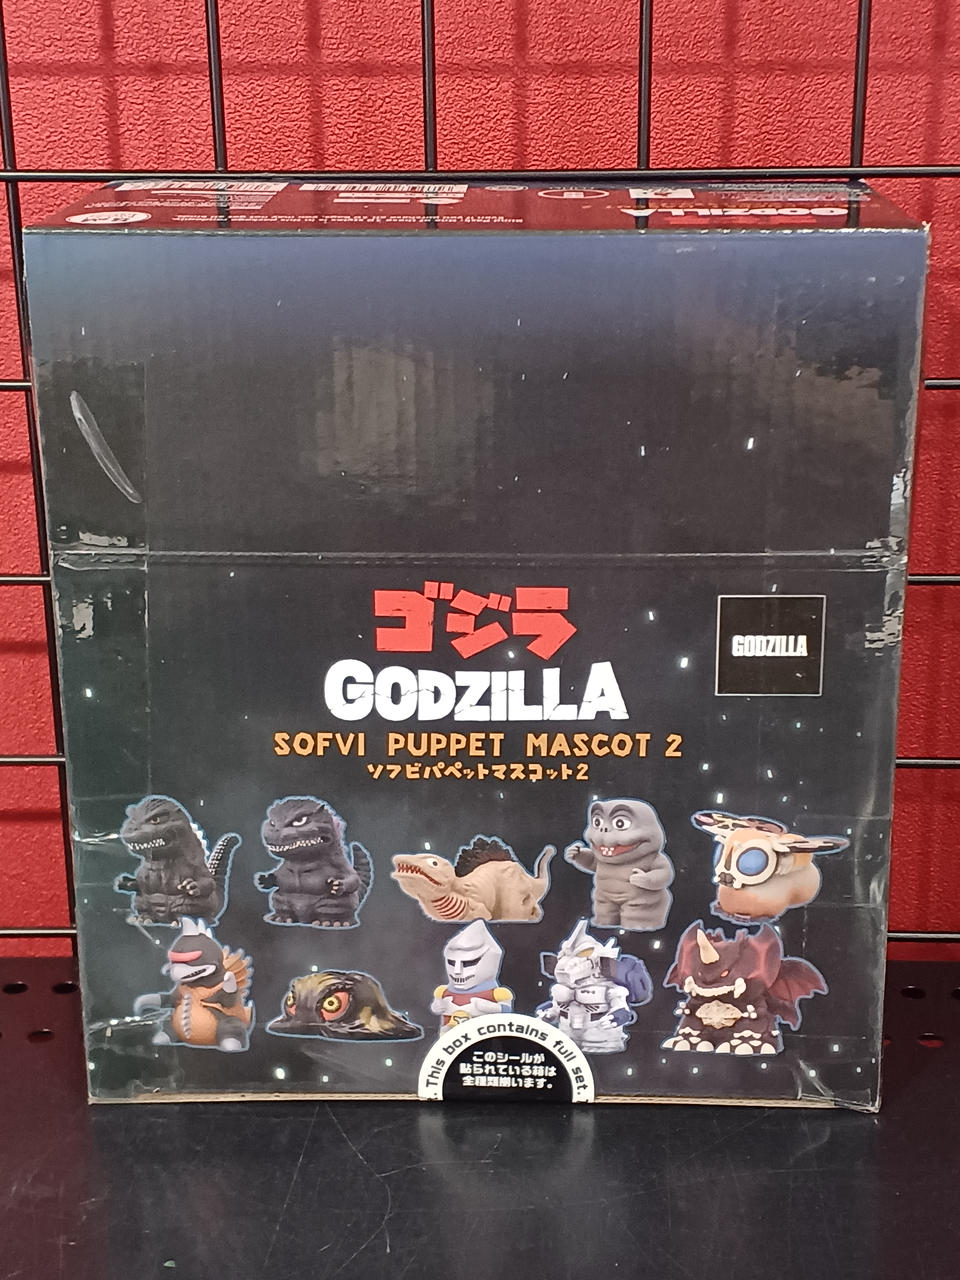 GODZILLA
ゴジラ
GODZILLA
GODZILLA
SOFVI PUPPET MASCOT 2
ソフビパペットマスコット2
This box contains full set.
このシールが
貼られている箱は
全種類揃います。